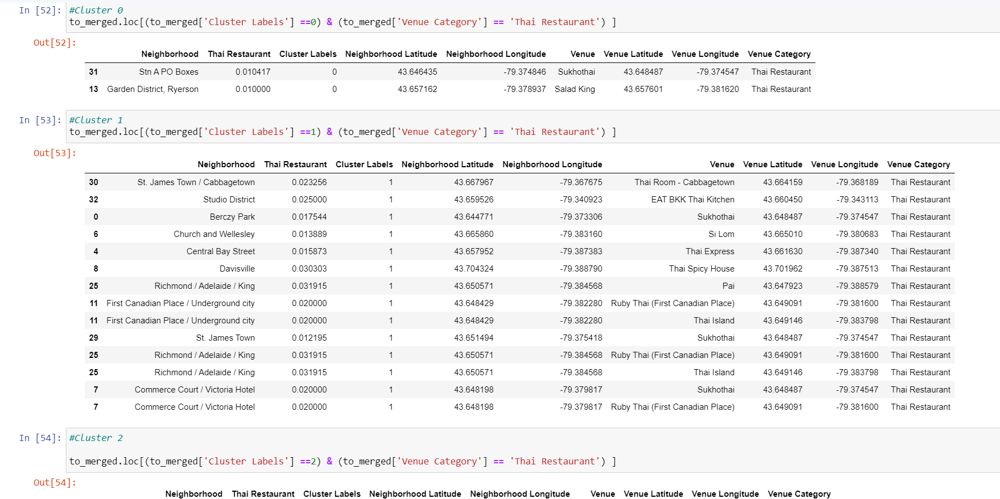 In [52]: #Cluster 0
to_merged.loc[(to_merged['Cluster Labels'] ==0) & (to_merged['Venue Category'] == 'Thai Restaurant') ]
Out[52]:
Neighborhood Thai Restaurant Cluster Labels Neighborhood Latitude Neighborhood Longitude Venue Venue Latitude Venue Longitude Venue Category
31 Stn A PO Boxes 0.010417 0 43.646435 -79.374846 Sukhothai 43.648487 -79.374547 Thai Restaurant
13 Garden District, Ryerson 0.010000 0 43.657162 -79.378937 Salad King 43.657601 -79.381620 Thai Restaurant
In [53]: #Cluster 1
to_merged.loc[(to_merged['Cluster Labels'] ==1) & (to_merged['Venue Category'] == 'Thai Restaurant') ]
Out[53]:
Neighborhood Thai Restaurant Cluster Labels Neighborhood Latitude Neighborhood Longitude Venue Venue Latitude Venue Longitude Venue Category
30 St. James Town / Cabbagetown 0.023256 1 43.667967 -79.367675 Thai Room - Cabbagetown 43.664159 -79.368189 Thai Restaurant
32 Studio District 0.025000 1 43.659526 -79.340923 EAT BKK Thai Kitchen 43.660450 -79.343113 Thai Restaurant
0 Berczy Park 0.017544 1 43.644771 -79.373306 Sukhothai 43.648487 -79.374547 Thai Restaurant
6 Church and Wellesley 0.013889 1 43.665860 -79.383160 Si Lom 43.665010 -79.380683 Thai Restaurant
4 Central Bay Street 0.015873 1 43.657952 -79.387383 Thai Express 43.661630 -79.387340 Thai Restaurant
8 Davisville 0.030303 1 43.704324 -79.388790 Thai Spicy House 43.701962 -79.387513 Thai Restaurant
25 Richmond / Adelaide / King 0.031915 1 43.650571 -79.384568 Pai 43.647923 -79.388579 Thai Restaurant
11 First Canadian Place / Underground city 0.020000 1 43.648429 -79.382280 Ruby Thai (First Canadian Place) 43.649091 -79.381600 Thai Restaurant
11 First Canadian Place / Underground city 0.020000 1 43.648429 -79.382280 Thai Island 43.649146 -79.383798 Thai Restaurant
29 St. James Town 0.012195 1 43.651494 -79.375418 Sukhothai 43.648487 -79.374547 Thai Restaurant
25 Richmond / Adelaide / King 0.031915 1 43.650571 -79.384568 Ruby Thai (First Canadian Place) 43.649091 -79.381600 Thai Restaurant
25 Richmond / Adelaide / King 0.031915 1 43.650571 -79.384568 Thai Island 43.649146 -79.383798 Thai Restaurant
7 Commerce Court / Victoria Hotel 0.020000 1 43.648198 -79.379817 Sukhothai 43.648487 -79.374547 Thai Restaurant
7 Commerce Court / Victoria Hotel 0.020000 1 43.648198 -79.379817 Ruby Thai (First Canadian Place) 43.649091 -79.381600 Thai Restaurant
In [54]: #Cluster 2
to_merged.loc[(to_merged['Cluster Labels'] ==2) & (to_merged['Venue Category'] == 'Thai Restaurant') ]
Out[54]:
Neighborhood Thai Restaurant Cluster Labels Neighborhood Latitude Neighborhood Longitude Venue Venue Latitude Venue Longitude Venue Category